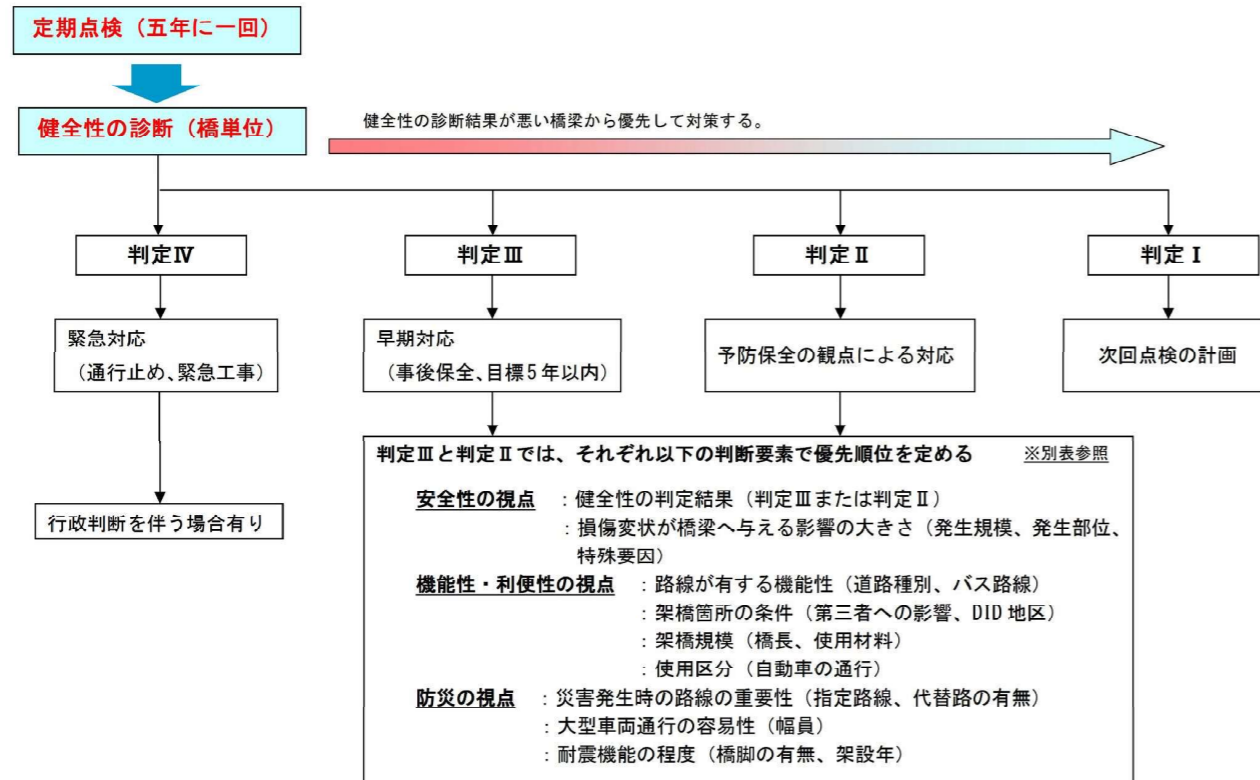 定期点検（五年に一回）
健全性の診断（橋単位）
健全性の診断結果が悪い橋梁から優先して対策する。
判定Ⅳ
判定Ⅲ
判定Ⅱ
判定Ⅰ
緊急対応
（通行止め、緊急工事）
早期対応
（事後保全、目標５年以内）
予防保全の観点による対応
次回点検の計画
行政判断を伴う場合有り
判定Ⅲと判定Ⅱでは、それぞれ以下の判断要素で優先順位を定める ※別表参照
安全性の視点 ：健全性の判定結果（判定Ⅲまたは判定Ⅱ）
：損傷変状が橋梁へ与える影響の大きさ（発生規模、発生部位、
特殊要因）
機能性・利便性の視点 ：路線が有する機能性（道路種別、バス路線）
：架橋箇所の条件（第三者への影響、DID 地区）
：架橋規模（橋長、使用材料）
：使用区分（自動車の通行）
防災の視点 ：災害発生時の路線の重要性（指定路線、代替路の有無）
：大型車両通行の容易性（幅員）
：耐震機能の程度（橋脚の有無、架設年）